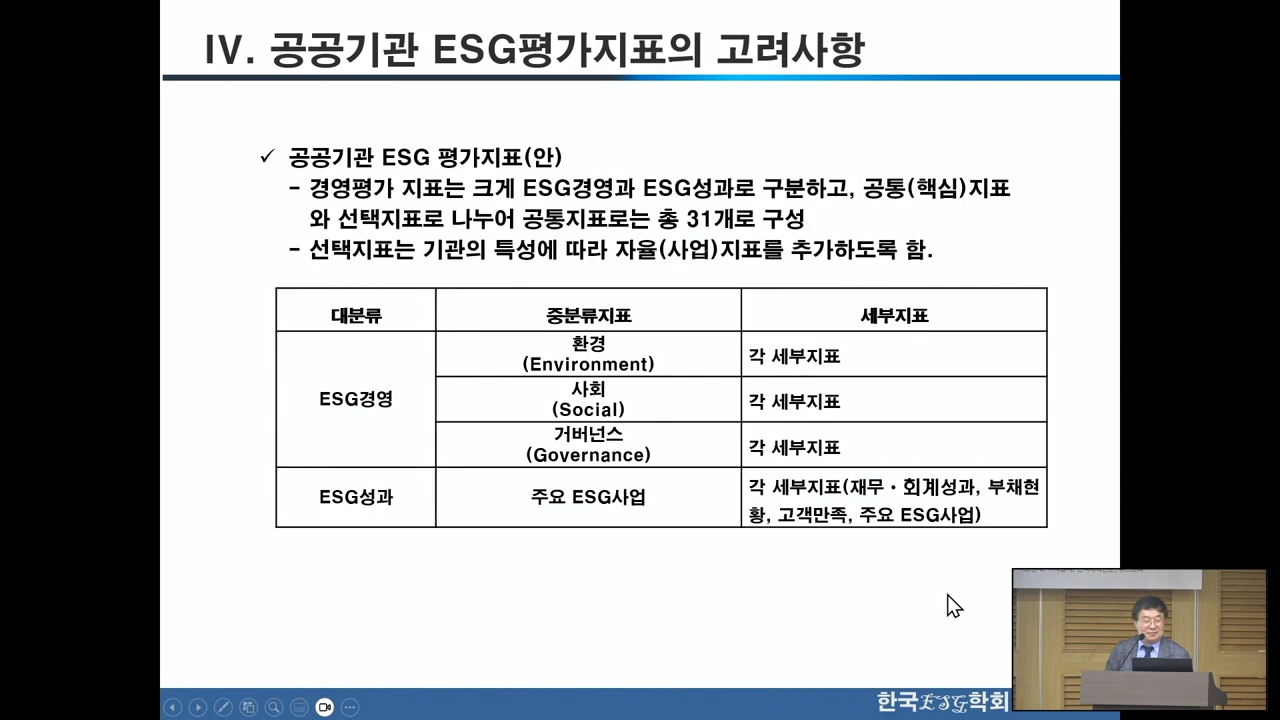 IV. 공공기관 ESG평가지표의 고려사항
✓ 공공기관 ESG 평가지표(안)
- 경영평가 지표는 크게 ESG경영과 ESG성과로 구분하고, 공통(핵심)지표
와 선택지표로 나누어 공통지표로는 총 31개로 구성
- 선택지표는 기관의 특성에 따라 자율(사업)지표를 추가하도록 함.
대분류 중분류지표 세부지표
ESG경영
환경
(Environment)
각 세부지표
사회
(Social)
각 세부지표
거버넌스
(Governance)
각 세부지표
ESG성과
주요 ESG사업
각 세부지표(재무・회계성과, 부채현
황, 고객만족, 주요 ESG사업)
한국ESG학회